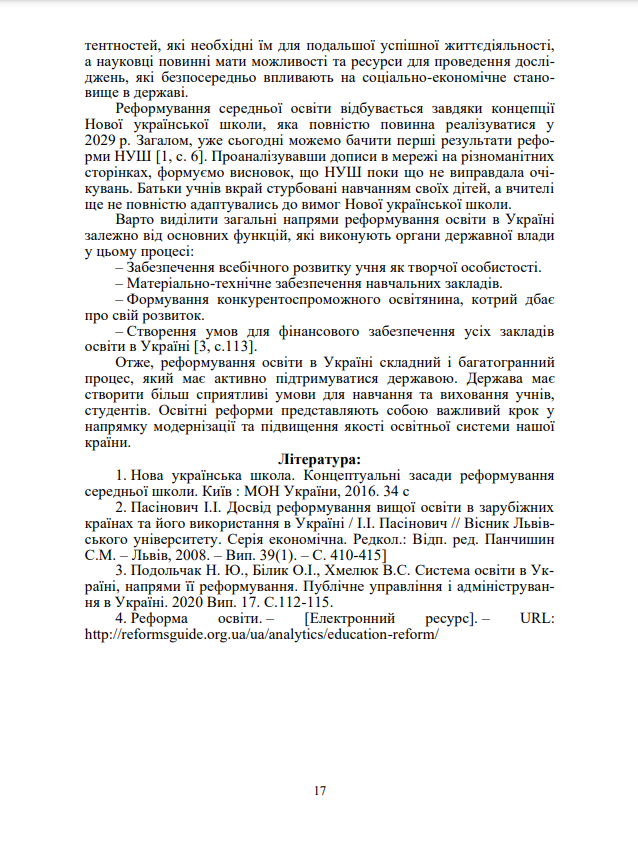 тентностей, які необхідні їм для подальшої успішної життєдіяльності,
а науковці повинні мати можливості та ресурси для проведення дослі-
джень, які безпосередньо впливають на соціально-економічне стано-
вище в державі.
Реформування середньої освіти відбувається завдяки концепції
Нової української школи, яка повністю повинна реалізуватися у
2029 р. Загалом, уже сьогодні можемо бачити перші результати рефо-
рми НУШ [1, с. 6]. Проаналізувавши дописи в мережі на різноманітних
сторінках, формуємо висновок, що НУШ поки що не виправдала очі-
кувань. Батьки учнів вкрай стурбовані навчанням своїх дітей, а вчителі
ще не повністю адаптувались до вимог Нової української школи.
Варто виділити загальні напрями реформування освіти в Україні
залежно від основних функцій, які виконують органи державної влади
у цьому процесі:
– Забезпечення всебічного розвитку учня як творчої особистості.
– Матеріально-технічне забезпечення навчальних закладів.
– Формування конкурентоспроможного освітянина, котрий дбає
про свій розвиток.
– Створення умов для фінансового забезпечення усіх закладів
освіти в Україні [3, с.113].
Отже, реформування освіти в Україні складний і багатогранний
процес, який має активно підтримуватися державою. Держава має
створити більш сприятливі умови для навчання та виховання учнів,
студентів. Освітні реформи представляють собою важливий крок у
напрямку модернізації та підвищення якості освітньої системи нашої
країни.
Література:
1. Нова українська школа. Концептуальні засади реформування
середньої школи. Київ : МОН України, 2016. 34 с
2. Пасінович І.І. Досвід реформування вищої освіти в зарубіжних
країнах та його використання в Україні / І.І. Пасінович // Вісник Львів-
ського університету. Серія економічна. Редкол.: Відп. ред. Панчишин
С.М. – Львів, 2008. – Вип. 39(1). – С. 410-415]
3. Подольчак Н. Ю., Білик О.І., Хмелюк В.С. Система освіти в Ук-
раїні, напрями її реформування. Публічне управління і адмініструван-
ня в Україні. 2020 Вип. 17. С.112-115.
4. Реформа освіти. – [Електронний ресурс]. – URL:
http://reformsguide.org.ua/ua/analytics/education-reform/
17